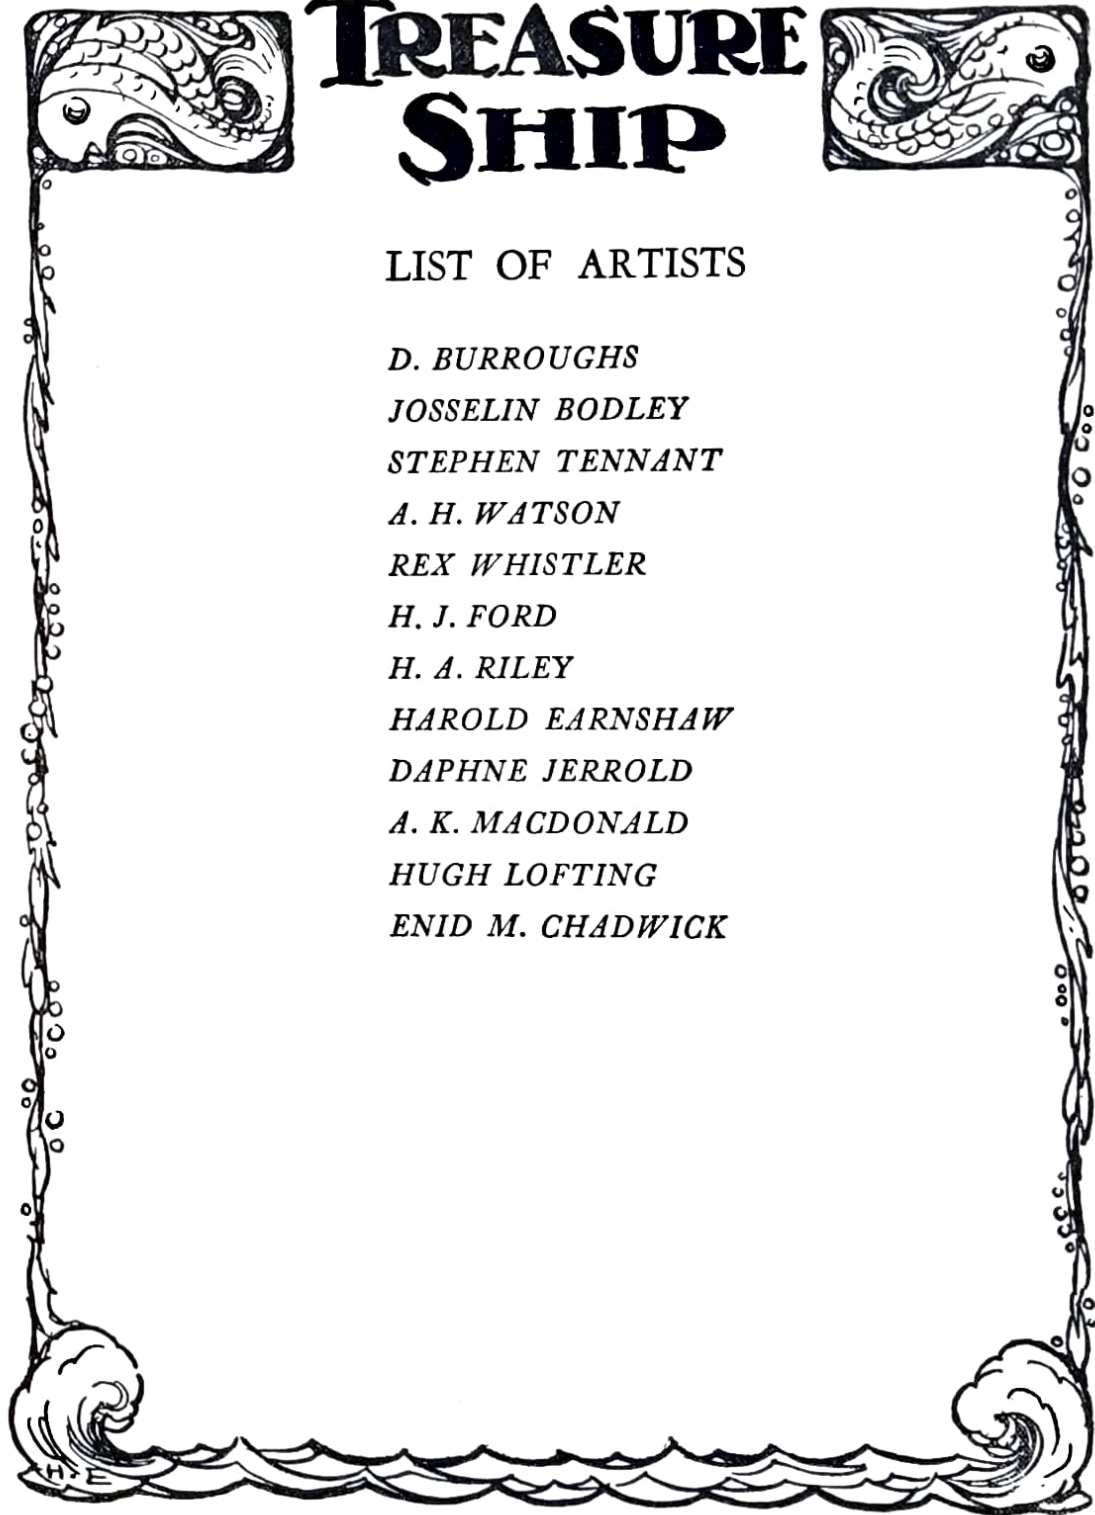 TREASURE
SHIP
LIST OF ARTISTS
D. BURROUGHS
JOSSELIN BODLEY
STEPHEN TENNANT
A. H. WATSON
REX WHISTLER
H. J. FORD
H. A. RILEY
HAROLD EARNSHAW
DAPHNE JERROLD
A. K. MACDONALD
HUGH LOFTING
ENID M. CHADWICK
H.E